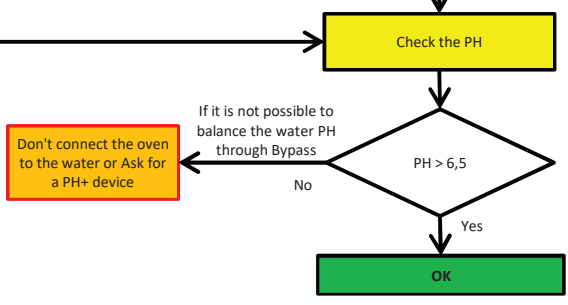 Check the PH
If it is not possible to
balance the water PH
through Bypass
Don't connect the oven
to the water or Ask for
a PH+ device
PH > 6,5
No
Yes
OK